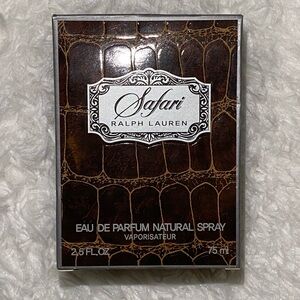 Safari
RALPH LAUREN
EAU DE PARFUM NATURAL SPRAY
VAPORISATEUR
2.5 FL.OZ 75 ml